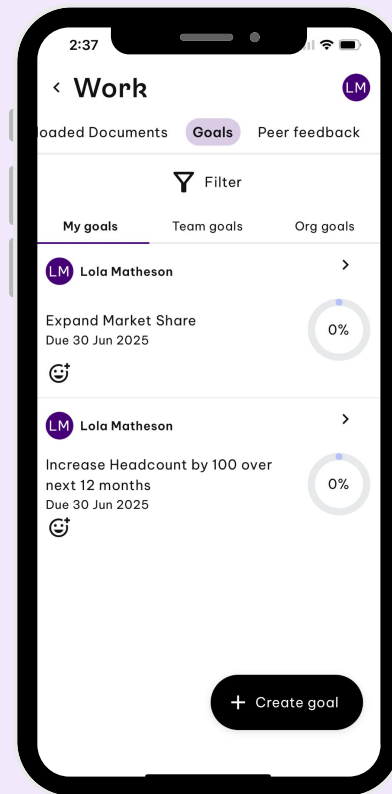 2:37
Work
LM
loaded Documents Goals Peer feedback
Filter
My goals Team goals Org goals
LM Lola Matheson
Expand Market Share
Due 30 Jun 2025
0%
LM Lola Matheson
Increase Headcount by 100 over
next 12 months
Due 30 Jun 2025
0%
+ Create goal